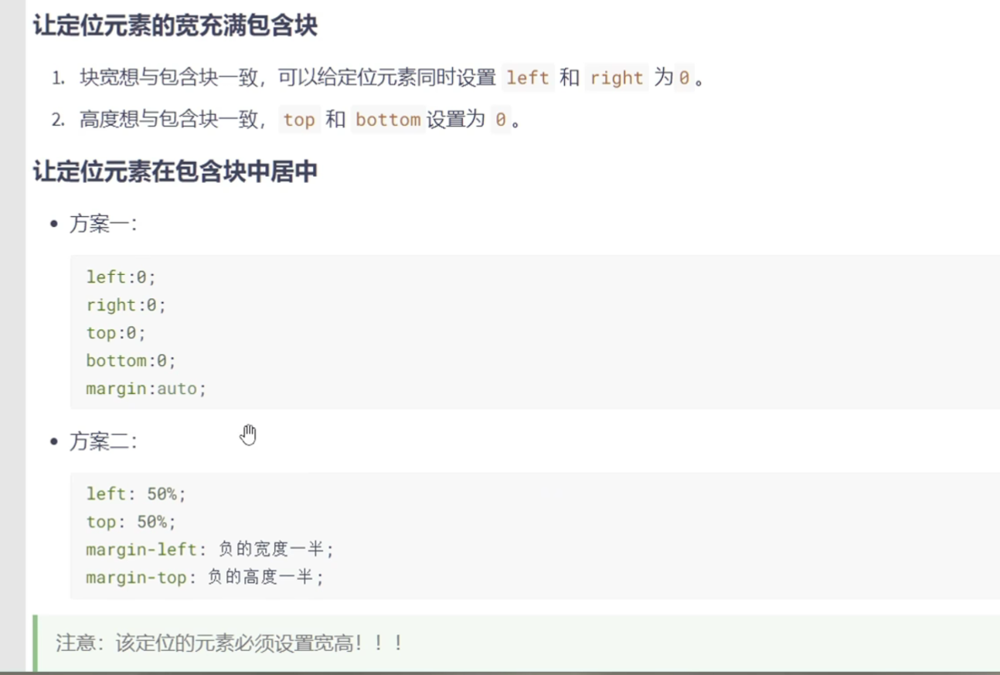 让定位元素的宽充满包含块
1. 块宽想与包含块一致，可以给定位元素同时设置 left 和 right 为 0 。
2. 高度想与包含块一致， top 和 bottom 设置为 0 。
让定位元素在包含块中居中
• 方案一：
left:0;
right:0;
top:0;
bottom:0;
margin:auto;
• 方案二：
left: 50%;
top: 50%;
margin-left: 负的宽度一半;
margin-top: 负的高度一半;
注意：该定位的元素必须设置宽高！！！